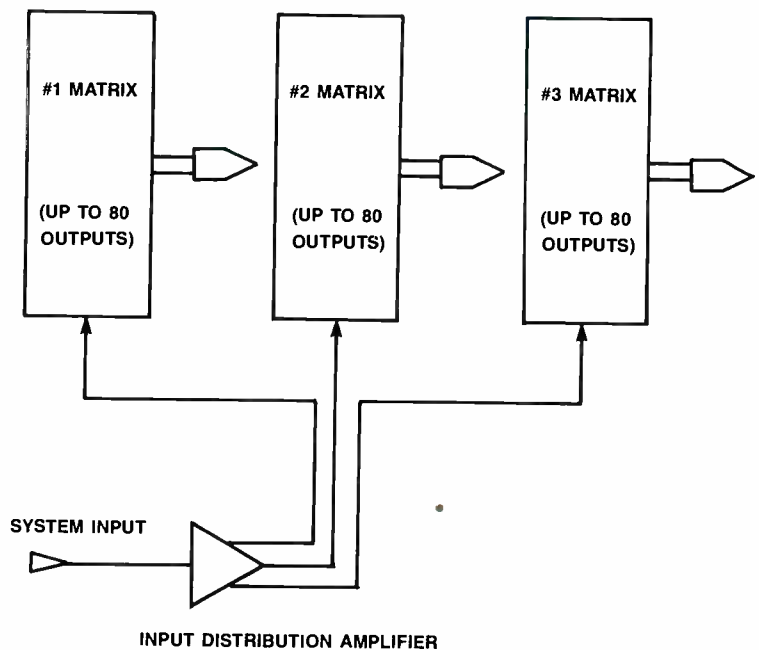 #1 MATRIX
(UP TO 80
OUTPUTS)
#2 MATRIX
(UP TO 80
OUTPUTS)
#3 MATRIX
(UP TO 80
OUTPUTS)
SYSTEM INPUT
INPUT DISTRIBUTION AMPLIFIER